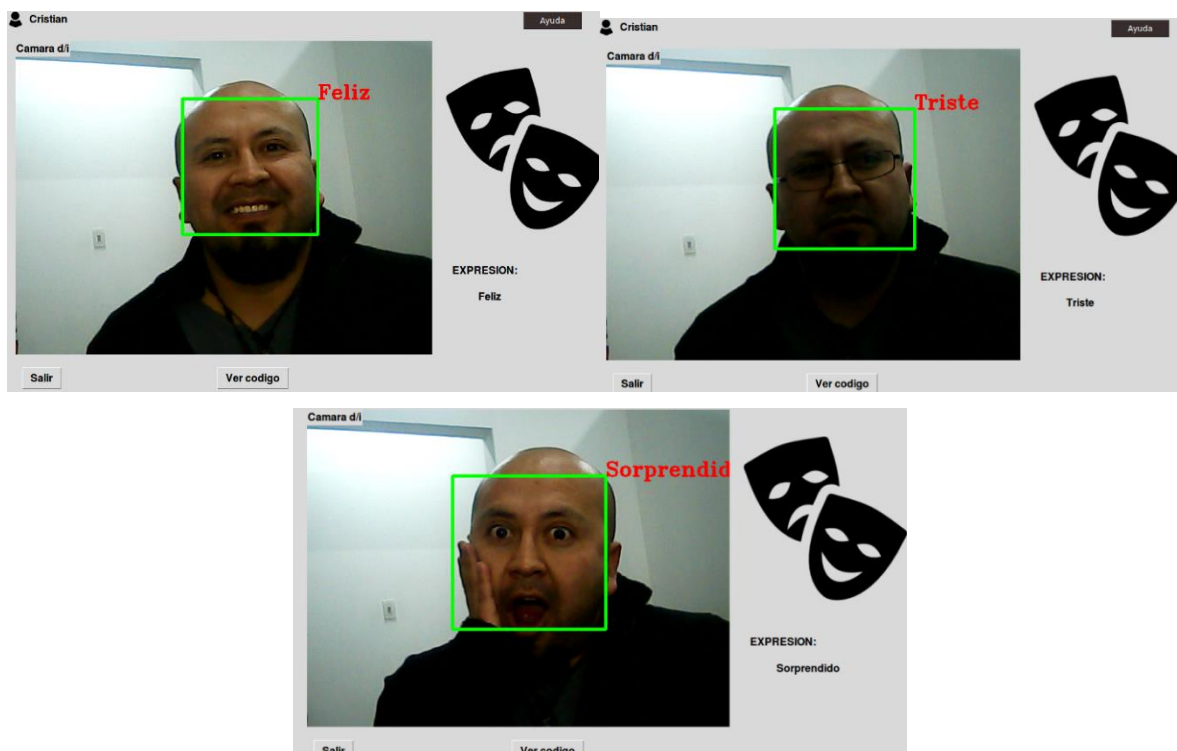 Cristian
Ayuda
Camara d/i
Feliz
EXPRESION:
Feliz
Salir
Ver codigo
Cristian
Ayuda
Camara d/i
Triste
EXPRESION:
Triste
Salir
Ver codigo
Camara d/i
Sorprendid
EXPRESION:
Sorprendido
Salir
Ver codigo